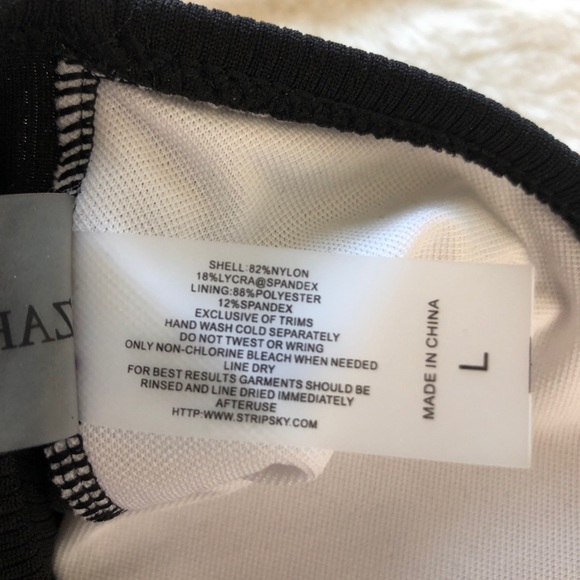 SHELL:82%NYLON
18%LYCRA@SPANDEX
LINING:88%POLYESTER
12%SPANDEX
EXCLUSIVE OF TRIMS
HAND WASH COLD SEPARATELY
DO NOT TWEST OR WRING
ONLY NON-CHLORINE BLEACH WHEN NEEDED
LINE DRY
FOR BEST RESULTS GARMENTS SHOULD BE
RINSED AND LINE DRIED IMMEDIATELY
AFTERUSE
HTTP:WWW.STRIPSKY.COM
MADE IN CHINA
L